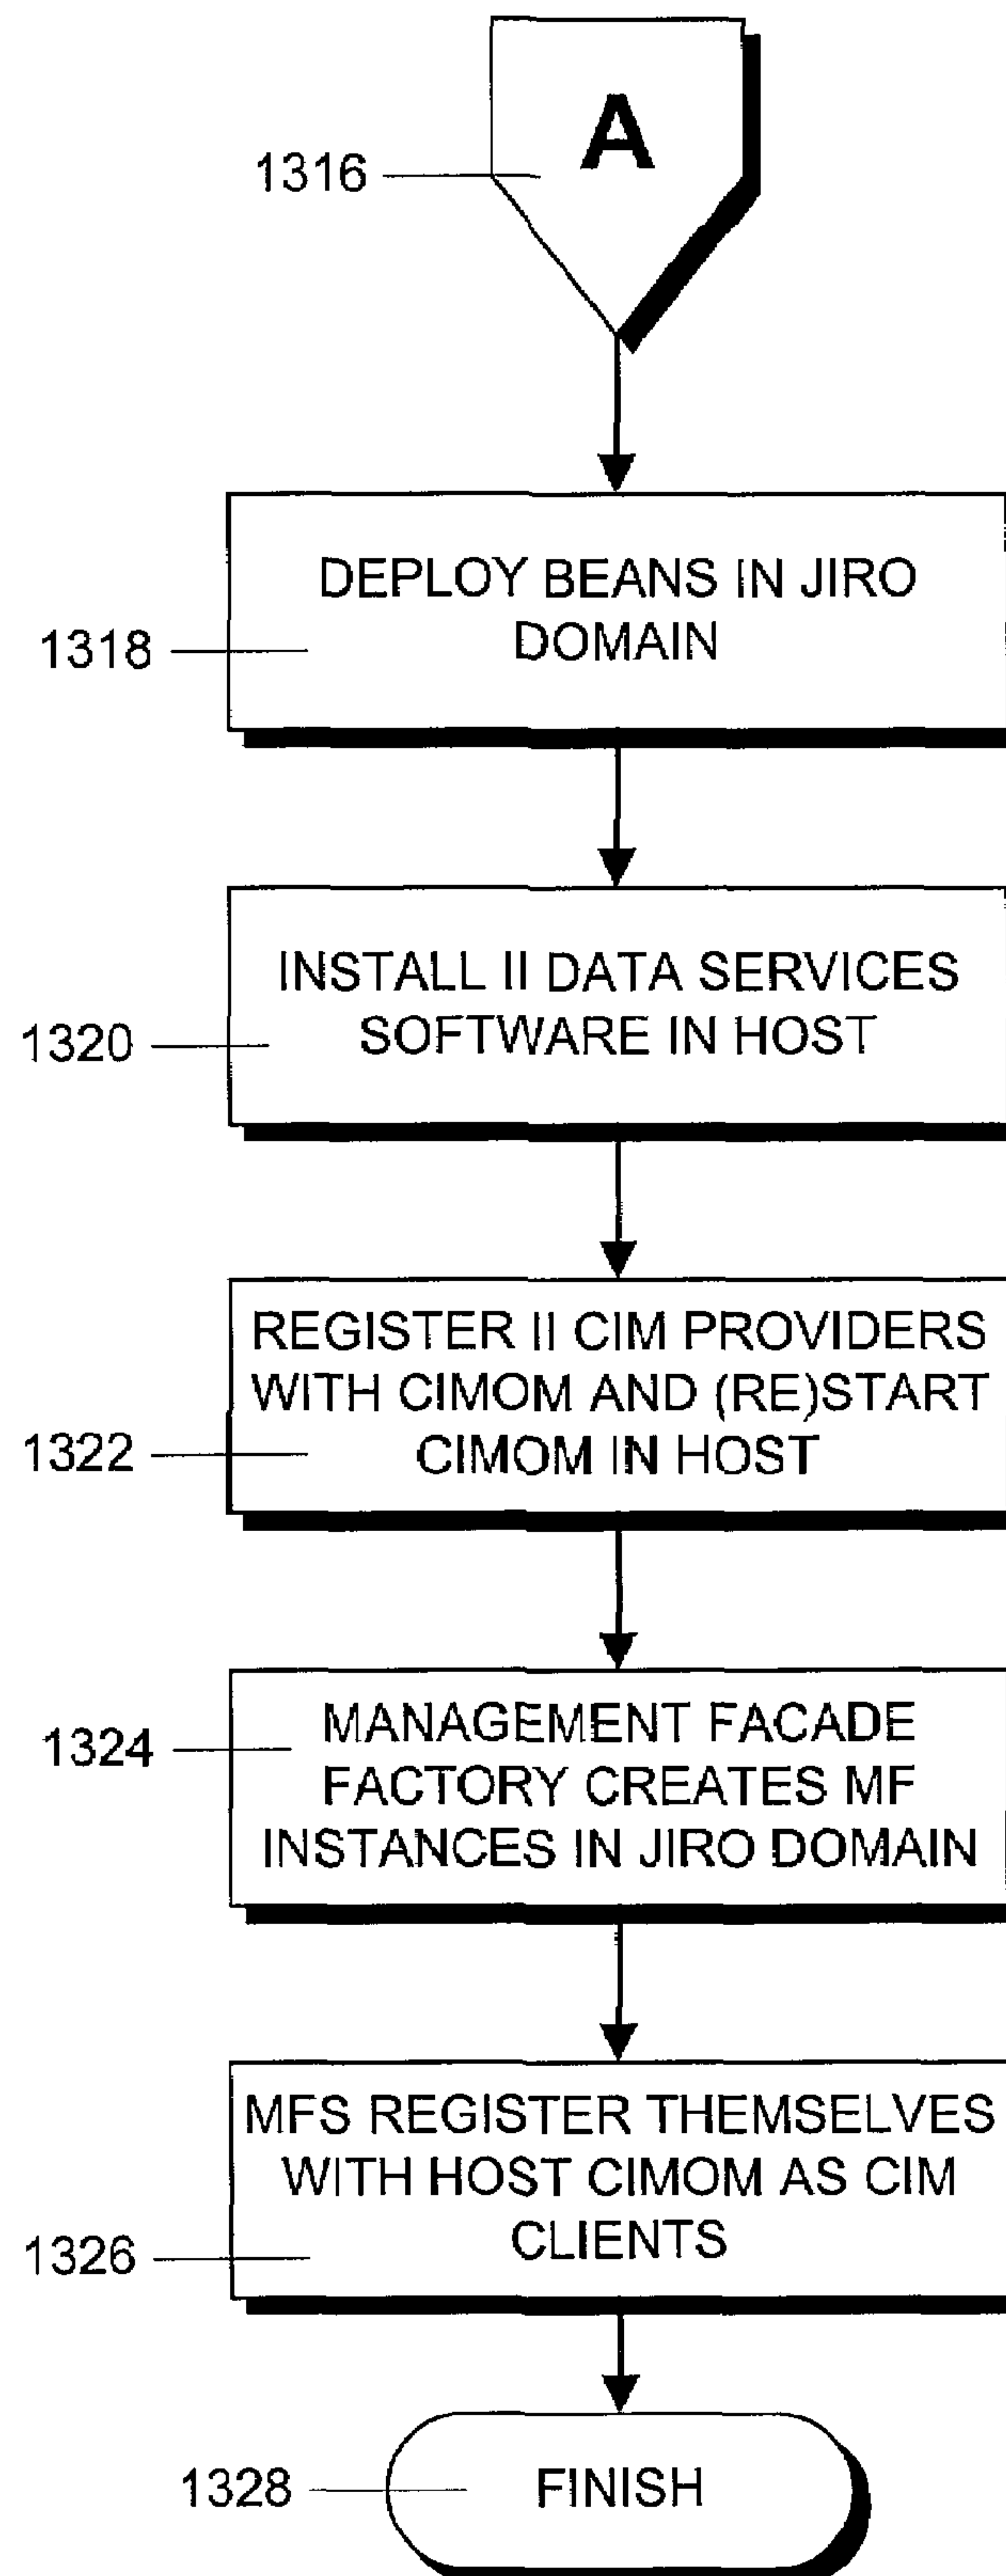 A
1316
DEPLOY BEANS IN JIRO
DOMAIN
1318
INSTALL II DATA SERVICES
SOFTWARE IN HOST
1320
REGISTER II CIM PROVIDERS
WITH CIMOM AND (RE)START
CIMOM IN HOST
1322
MANAGEMENT FACADE
FACTORY CREATES MF
INSTANCES IN JIRO DOMAIN
1324
MFS REGISTER THEMSELVES
WITH HOST CIMOM AS CIM
CLIENTS
1326
FINISH
1328